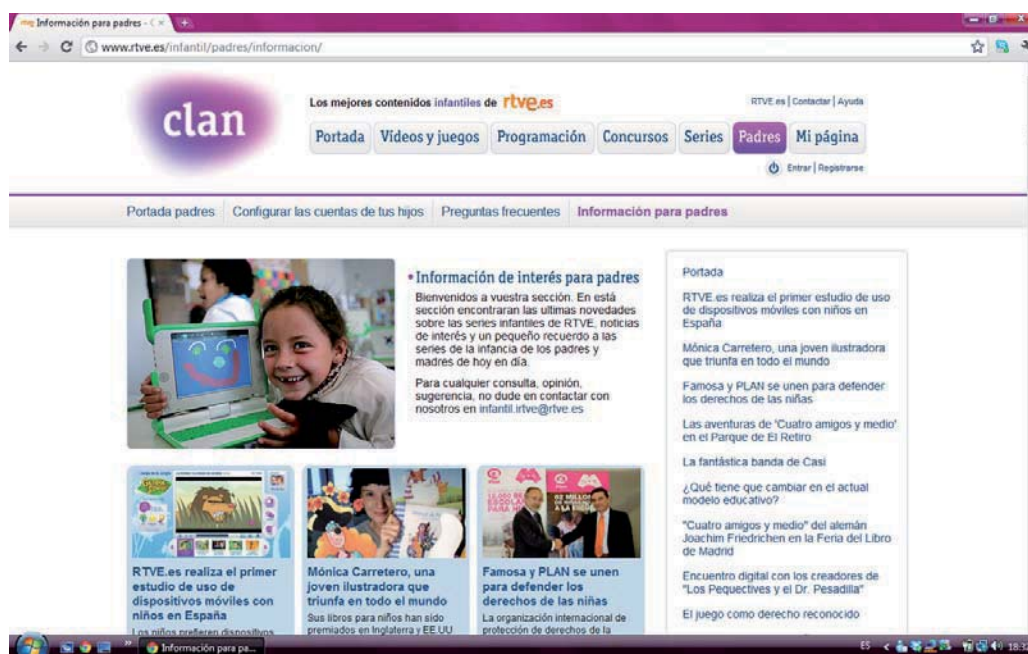 Información para padres - C
www.rtve.es/infantil/padres/informacion/
clan
Los mejores contenidos infantiles de rtve.es
RTVE.es | Contactar | Ayuda
Portada Vídeos y juegos Programación Concursos Series Padres Mi página
Entrar | Registrarse
Portada padres Configurar las cuentas de tus hijos Preguntas frecuentes Información para padres
Información de interés para padres
Bienvenidos a vuestra sección. En está
sección encontraran las ultimas novedades
sobre las series infantiles de RTVE, noticias
de interés y un pequeño recuerdo a las
series de la infancia de los padres y
madres de hoy en día.
Para cualquier consulta, opinión,
sugerencia, no dude en contactar con
nosotros en infantil.irtve@rtve.es
Portada
RTVE.es realiza el primer estudio de uso
de dispositivos móviles con niños en
España
Mónica Carretero, una joven ilustradora
que triunfa en todo el mundo
Famosa y PLAN se unen para defender
los derechos de las niñas
Las aventuras de 'Cuatro amigos y medio'
en el Parque de El Retiro
La fantástica banda de Casi
¿Qué tiene que cambiar en el actual
modelo educativo?
"Cuatro amigos y medio" del alemán
Joachim Friedrichen en la Feria del Libro
de Madrid
Encuentro digital con los creadores de
"Los Pequectives y el Dr. Pesadilla"
El juego como derecho reconocido
RTVE.es realiza el primer
estudio de uso de
dispositivos móviles con
niños en España
Los niños prefieren dispositivos
Mónica Carretero, una
joven ilustradora que
triunfa en todo el mundo
Sus libros para niños han sido
premiados en Inglaterra y EE.UU
Famosa y PLAN se unen
para defender los
derechos de las niñas
La organización internacional de
protección de derechos de la
Información para pa...
ES
18:32